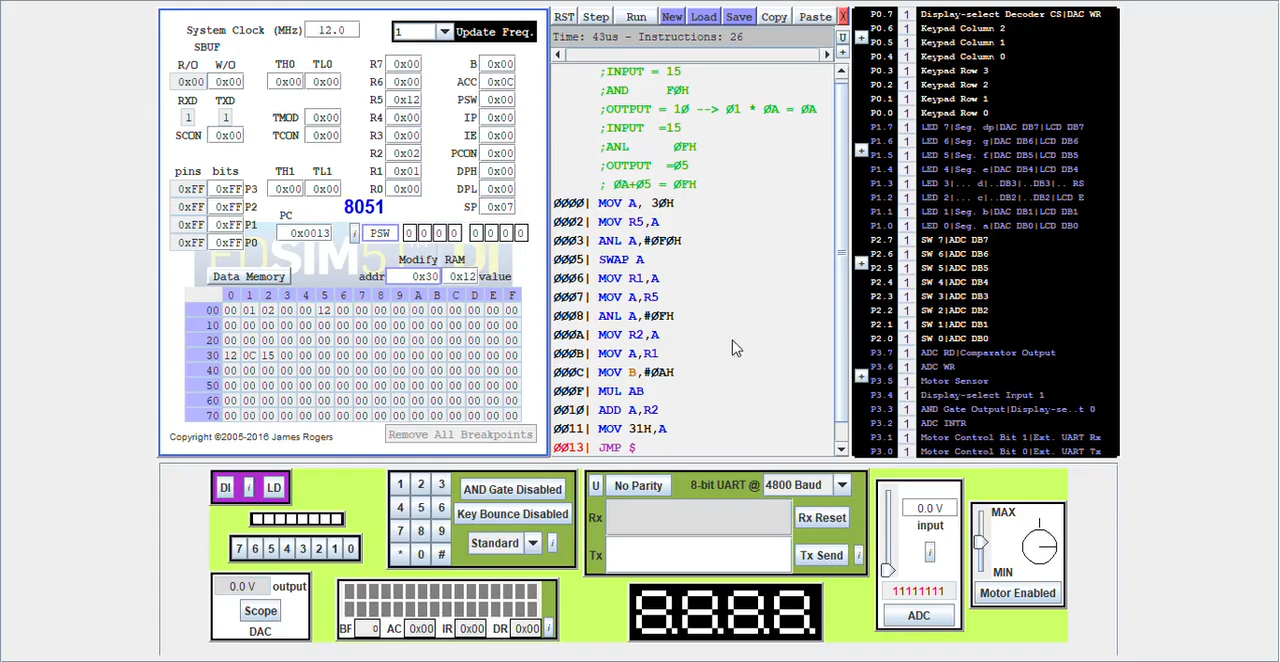 System Clock (MHz) 12.0 1 Update Freq.
SBUF
R/O W/O TH0 TL0 R7 0x00 B 0x00
0x00 0x00 0x00 0x00 R6 0x00 ACC 0x0C
RXD TXD R5 0x12 PSW 0x00
1 1 TMOD 0x00 R4 0x00 IP 0x00
SCON 0x00 TCON 0x00 R3 0x00 IE 0x00
R2 0x02 PCON 0x00
pins bits TH1 TL1 R1 0x01 DPH 0x00
0xFF 0xFF P3 0x00 0x00 R0 0x00 DPL 0x00
0xFF 0xFF P2 8051 SP 0x07
0xFF 0xFF P1 PC
0x0013 i PSW 0 0 0 0 0 0 0 0
0xFF 0xFF P0
Modify RAM
Data Memory addr 0x30 0x12 value
0 1 2 3 4 5 6 7 8 9 A B C D E F
00 00 01 02 00 00 12 00 00 00 00 00 00 00 00 00 00
10 00 00 00 00 00 00 00 00 00 00 00 00 00 00 00 00
20 00 00 00 00 00 00 00 00 00 00 00 00 00 00 00 00
30 12 0C 15 00 00 00 00 00 00 00 00 00 00 00 00 00
40 00 00 00 00 00 00 00 00 00 00 00 00 00 00 00 00
50 00 00 00 00 00 00 00 00 00 00 00 00 00 00 00 00
60 00 00 00 00 00 00 00 00 00 00 00 00 00 00 00 00
70 00 00 00 00 00 00 00 00 00 00 00 00 00 00 00 00
Copyright ©2005-2016 James Rogers Remove All Breakpoints
RST Step Run New Load Save Copy Paste X
Time: 43us - Instructions: 26 U
+
;INPUT = 15
;AND FØH
;OUTPUT = 1Ø --> Ø1 * ØA = ØA
;INPUT =15
;ANL ØFH
;OUTPUT =Ø5
; ØA+Ø5 = ØFH
ØØØØ| MOV A, 3ØH
ØØØ2| MOV R5,A
ØØØ3| ANL A,#ØFØH
ØØØ5| SWAP A
ØØØ6| MOV R1,A
ØØØ7| MOV A,R5
ØØØ8| ANL A,#ØFH
ØØØA| MOV R2,A
ØØØB| MOV A,R1
ØØØC| MOV B,#ØAH
ØØØF| MUL AB
ØØ1Ø| ADD A,R2
ØØ11| MOV 31H,A
ØØ13| JMP $
P0.7 1 Display-select Decoder CS|DAC WR
+ P0.6 1 Keypad Column 2
P0.5 1 Keypad Column 1
P0.4 1 Keypad Column 0
P0.3 1 Keypad Row 3
P0.2 1 Keypad Row 2
P0.1 1 Keypad Row 1
P0.0 1 Keypad Row 0
P1.7 1 LED 7|Seg. dp|DAC DB7|LCD DB7
+ P1.6 1 LED 6|Seg. g|DAC DB6|LCD DB6
P1.5 1 LED 5|Seg. f|DAC DB5|LCD DB5
P1.4 1 LED 4|Seg. e|DAC DB4|LCD DB4
P1.3 1 LED 3|... d|..DB3|..DB3|.. RS
P1.2 1 LED 2|... c|..DB2|..DB2|LCD E
P1.1 1 LED 1|Seg. b|DAC DB1|LCD DB1
P1.0 1 LED 0|Seg. a|DAC DB0|LCD DB0
P2.7 1 SW 7|ADC DB7
+ P2.6 1 SW 6|ADC DB6
P2.5 1 SW 5|ADC DB5
P2.4 1 SW 4|ADC DB4
P2.3 1 SW 3|ADC DB3
P2.2 1 SW 2|ADC DB2
P2.1 1 SW 1|ADC DB1
P2.0 1 SW 0|ADC DB0
P3.7 1 ADC RD|Comparator Output
+ P3.6 1 ADC WR
P3.5 1 Motor Sensor
P3.4 1 Display-select Input 1
P3.3 1 AND Gate Output|Display-se..t 0
P3.2 1 ADC INTR
P3.1 1 Motor Control Bit 1|Ext. UART Rx
P3.0 1 Motor Control Bit 0|Ext. UART Tx
DI i LD
7 6 5 4 3 2 1 0
0.0 V output
Scope
DAC
1 2 3 AND Gate Disabled
4 5 6 Key Bounce Disabled
7 8 9 Standard i
* 0 #
BF 0 AC 0x00 IR 0x00 DR 0x00 i
U No Parity 8-bit UART @ 4800 Baud
Rx Rx Reset
Tx Tx Send i
8.8.8.8.
0.0 V
input
i
11111111
ADC
MAX
MIN
Motor Enabled